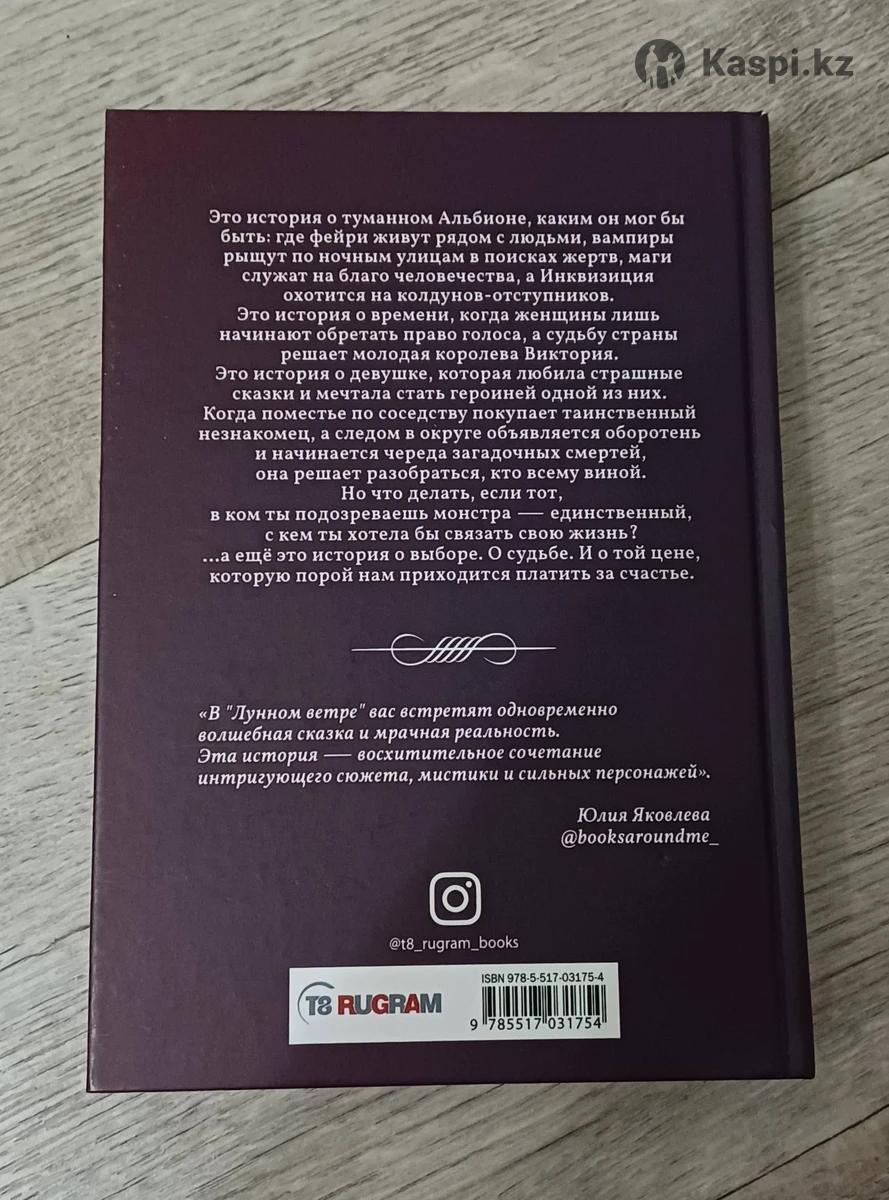 Kaspi.kz
Это история о туманном Альбионе, каким он мог бы
быть: где фейри живут рядом с людьми, вампиры
рыщут по ночным улицам в поисках жертв, маги
служат на благо человечества, а Инквизиция
охотится на колдунов-отступников.
Это история о времени, когда женщины лишь
начинают обретать право голоса, а судьбу страны
решает молодая королева Виктория.
Это история о девушке, которая любила страшные
сказки и мечтала стать героиней одной из них.
Когда поместье по соседству покупает таинственный
незнакомец, а следом в округе объявляется оборотень
и начинается череда загадочных смертей,
она решает разобраться, кто всему виной.
Но что делать, если тот,
в ком ты подозреваешь монстра — единственный,
с кем ты хотела бы связать свою жизнь?
...а ещё это история о выборе. О судьбе. И о той цене,
которую порой нам приходится платить за счастье.
«В "Лунном ветре" вас встретят одновременно
волшебная сказка и мрачная реальность.
Эта история — восхитительное сочетание
интригующего сюжета, мистики и сильных персонажей».
Юлия Яковлева
@booksaroundme_
@t8_rugram_books
T8 RUGRAM
ISBN 978-5-517-03175-4
9 785517 031754